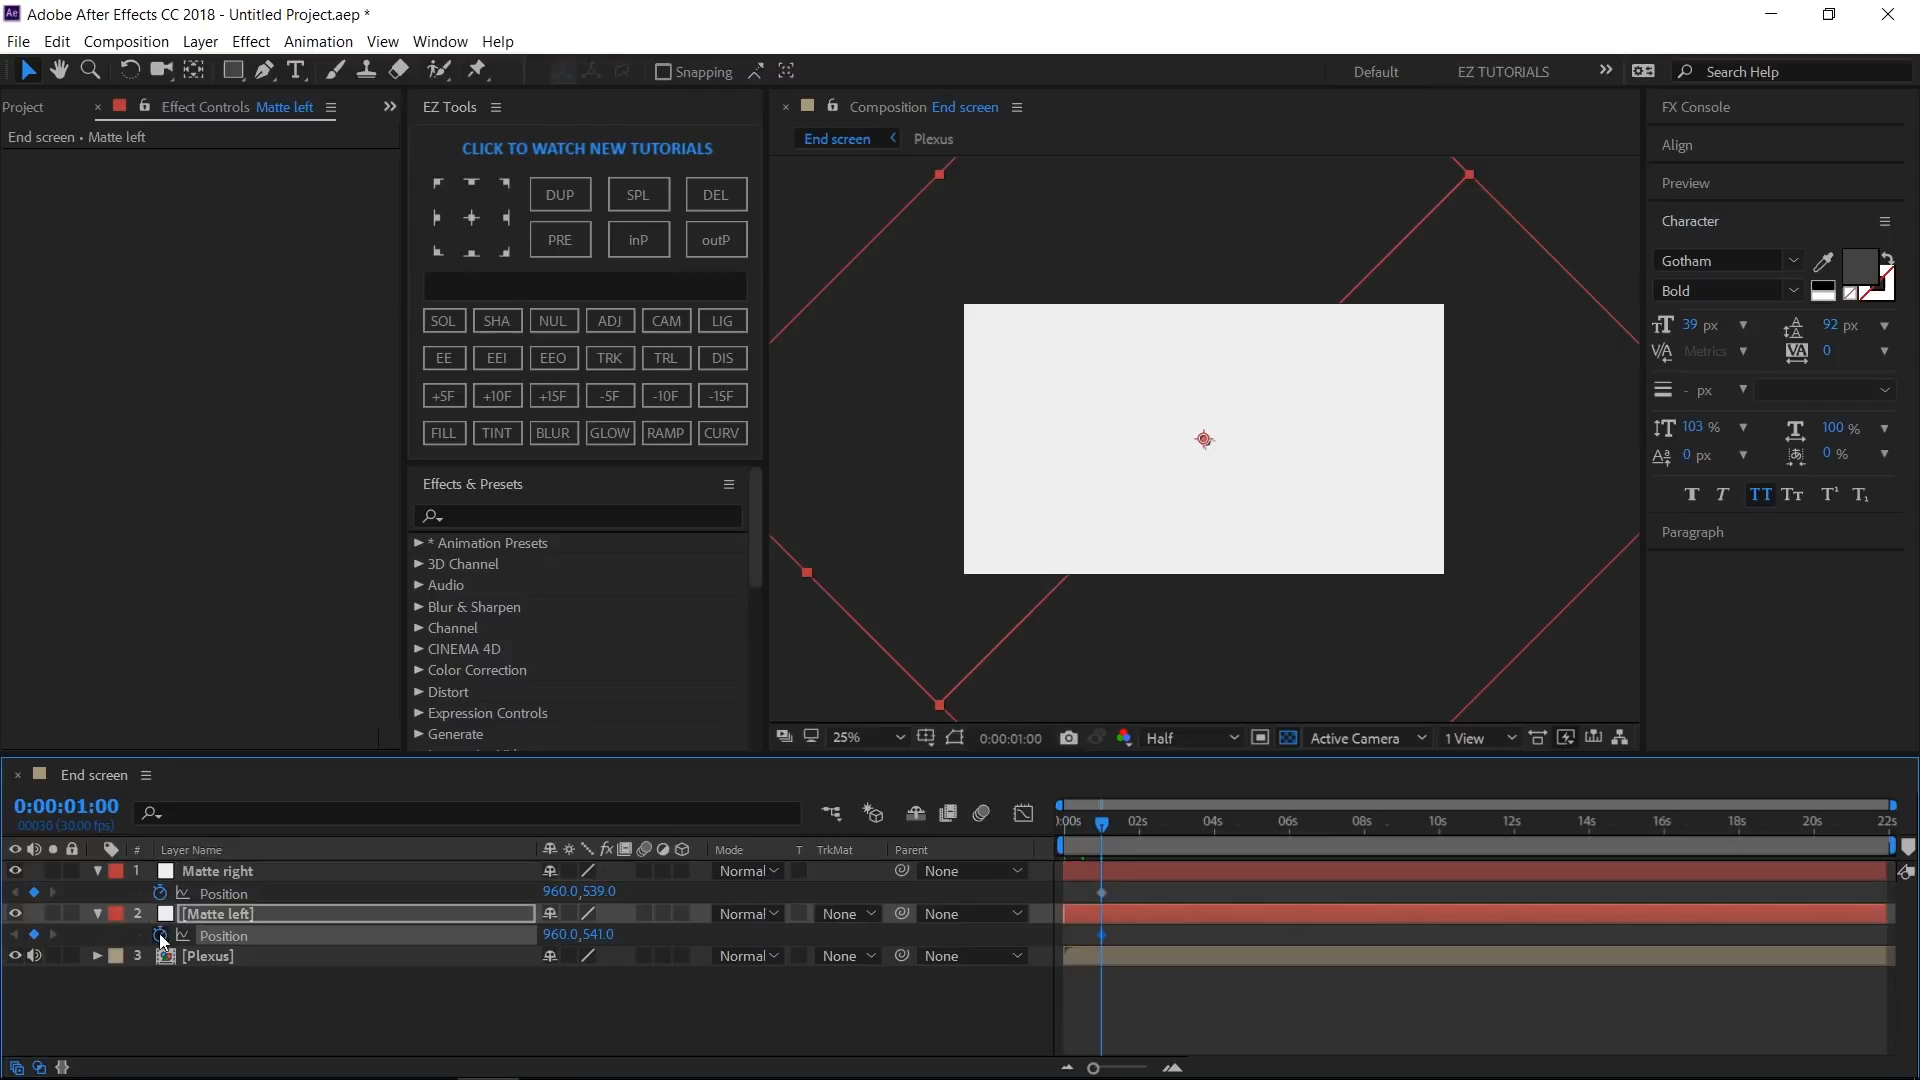 Ae Adobe After Effects CC 2018 - Untitled Project.aep *
File Edit Composition Layer Effect Animation View Window Help
Snapping Default EZ TUTORIALS Search Help
Project Effect Controls Matte left
End screen • Matte left
EZ Tools
CLICK TO WATCH NEW TUTORIALS
DUP SPL DEL
PRE inP outP
SOL SHA NUL ADJ CAM LIG
EE EEI EEO TRK TRL DIS
+5F +10F +15F -5F -10F -15F
FILL TINT BLUR GLOW RAMP CURV
Effects & Presets
* Animation Presets
3D Channel
Audio
Blur & Sharpen
Channel
CINEMA 4D
Color Correction
Distort
Expression Controls
Generate
Composition End screen
End screen Plexus
25% 0:00:01:00 Half Active Camera 1 View
FX Console
Align
Preview
Character
Gotham
Bold
39 px 92 px
Metrics 0
- px
103 % 100 %
0 px 0 %
T T TT Tт T¹ T₁
Paragraph
End screen
0:00:01:00
00030 (30.00 fps)
# Layer Name Mode T TrkMat Parent
1 Matte right Normal None
Position 960.0,539.0
2 [Matte left] Normal None None
Position 960.0,541.0
3 [Plexus] Normal None None
):00s 02s 04s 06s 08s 10s 12s 14s 16s 18s 20s 22s